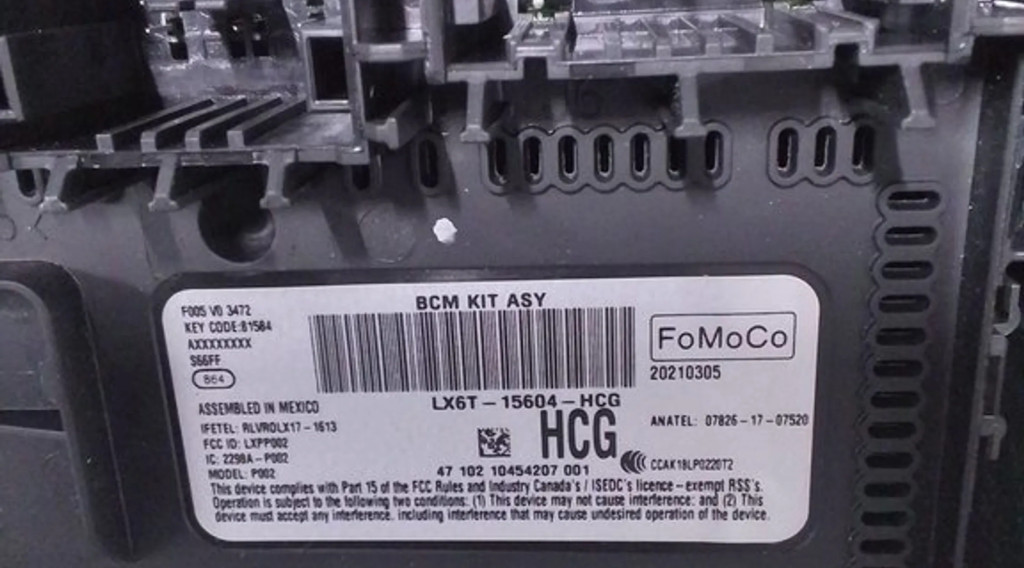 BCM KIT ASY
F005 V0 3472
KEY CODE:81584
AXXXXXXXX
S66FF
864
FoMoCo
20210305
LX6T-15604-HCG
HCG
ASSEMBLED IN MEXICO
IFETEL: RLVROLX17-1613
FCC ID: LXPP002
IC: 2298A-P002
MODEL: P002
ANATEL: 07826-17-07520
CCAK18LP0220T2
47 102 10454207 001
This device complies with Part 15 of the FCC Rules and Industry Canada's / ISEDC's licence-exempt RSS's.
Operation is subject to the following two conditions: (1) This device may not cause interference; and (2) This
device must accept any interference, including interference that may cause undesired operation of the device.